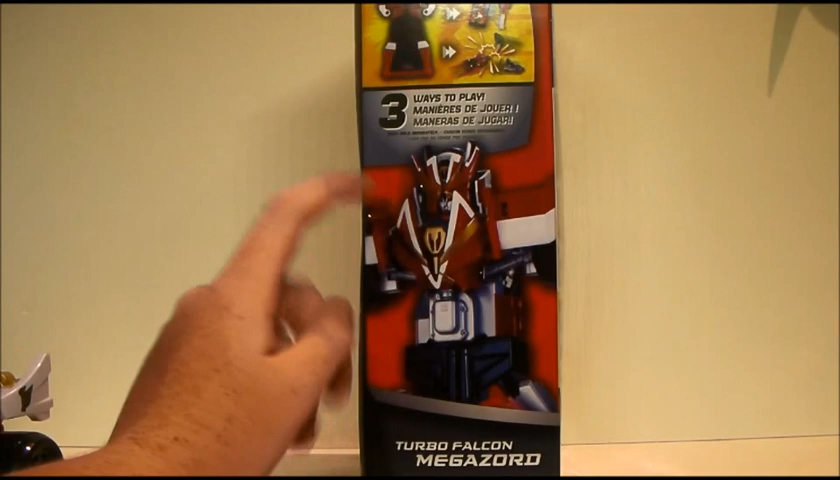 3 WAYS TO PLAY!
MANIÈRES DE JOUER !
MANERAS DE JUGAR!
TURBO FALCON
MEGAZORD